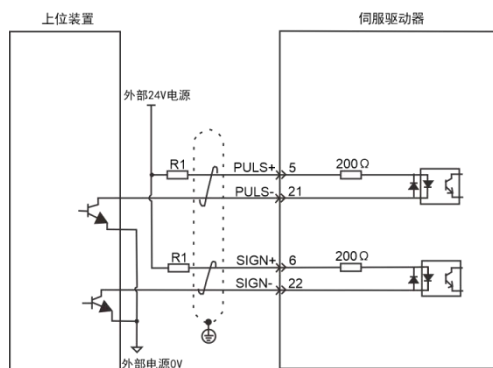 上位装置
伺服驱动器
外部24V电源
R1
PULS+
5
200Ω
PULS-
21
R1
SIGN+
6
200Ω
SIGN-
22
外部电源0V